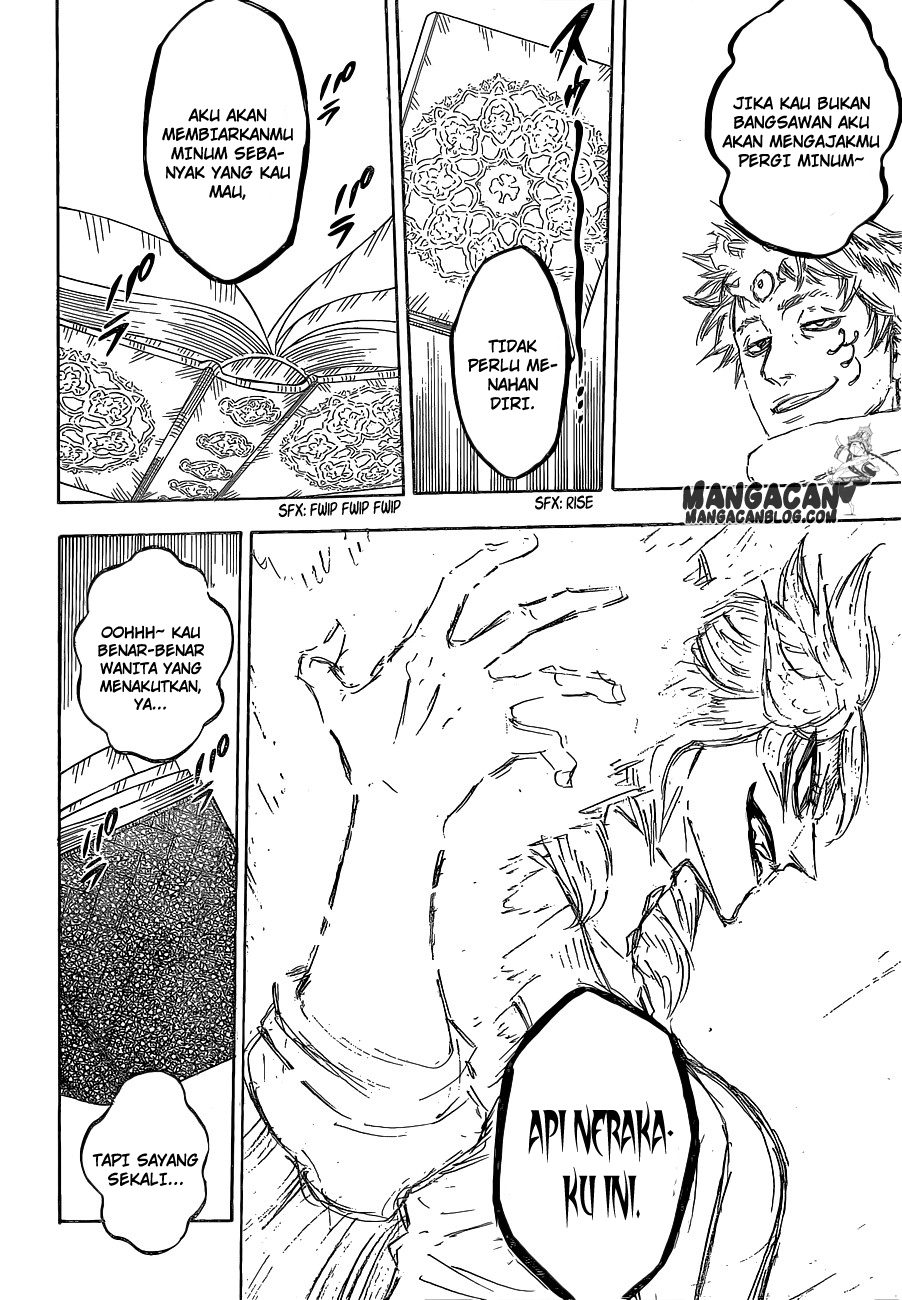 JIKA KAU BUKAN
BANGSAWAN AKU
AKAN MENGAJAKMU
PERGI MINUM~
TIDAK
PERLU ME-
NAHAN
DIRI.
SFX: RISE
AKU AKAN
MEMBIARKANMU
MINUM SEBA-
NYAK YANG KAU
MAU,
SFX: FWIP FWIP FWIP
MANGACAN
MANGACANBLOG.COM
API NERAKA-
KU INI.
OOHHH~ KAU
BENAR-BENAR
WANITA YANG
MENAKUTKAN,
YA...
TAPI SAYANG
SEKALI...